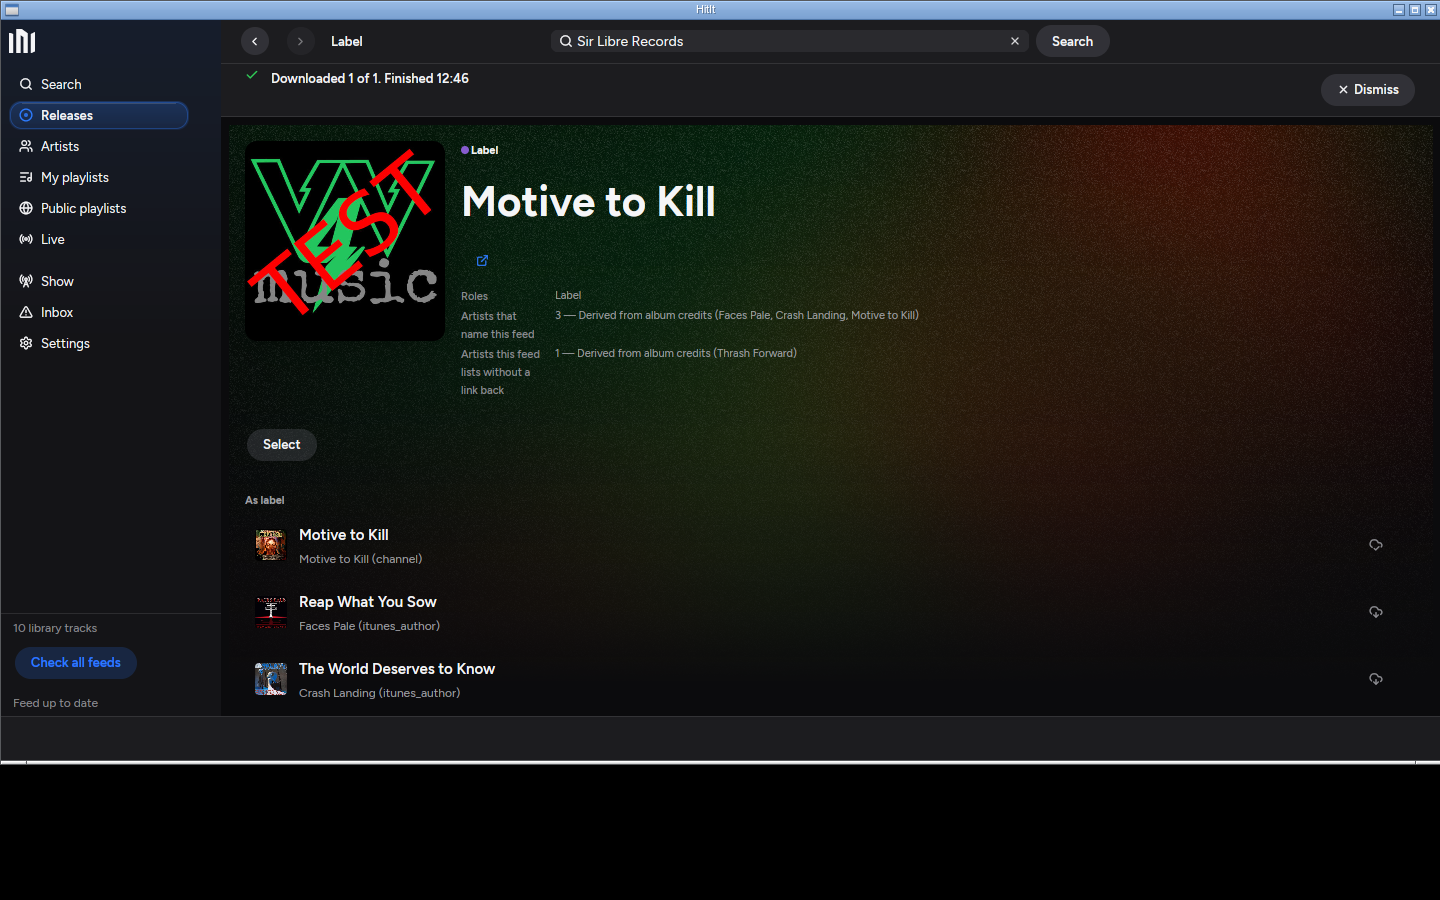 HitIt
Label
Sir Libre Records
Search
Search
Releases
Artists
My playlists
Public playlists
Live
Show
Inbox
Settings
10 library tracks
Check all feeds
Feed up to date
Downloaded 1 of 1. Finished 12:46
Dismiss
W4
music
TEST
Label
Motive to Kill
Roles
Label
Artists that
name this feed
3 — Derived from album credits (Faces Pale, Crash Landing, Motive to Kill)
Artists this feed
lists without a
link back
1 — Derived from album credits (Thrash Forward)
Select
As label
Motive to Kill
Motive to Kill (channel)
Reap What You Sow
Faces Pale (itunes_author)
The World Deserves to Know
Crash Landing (itunes_author)